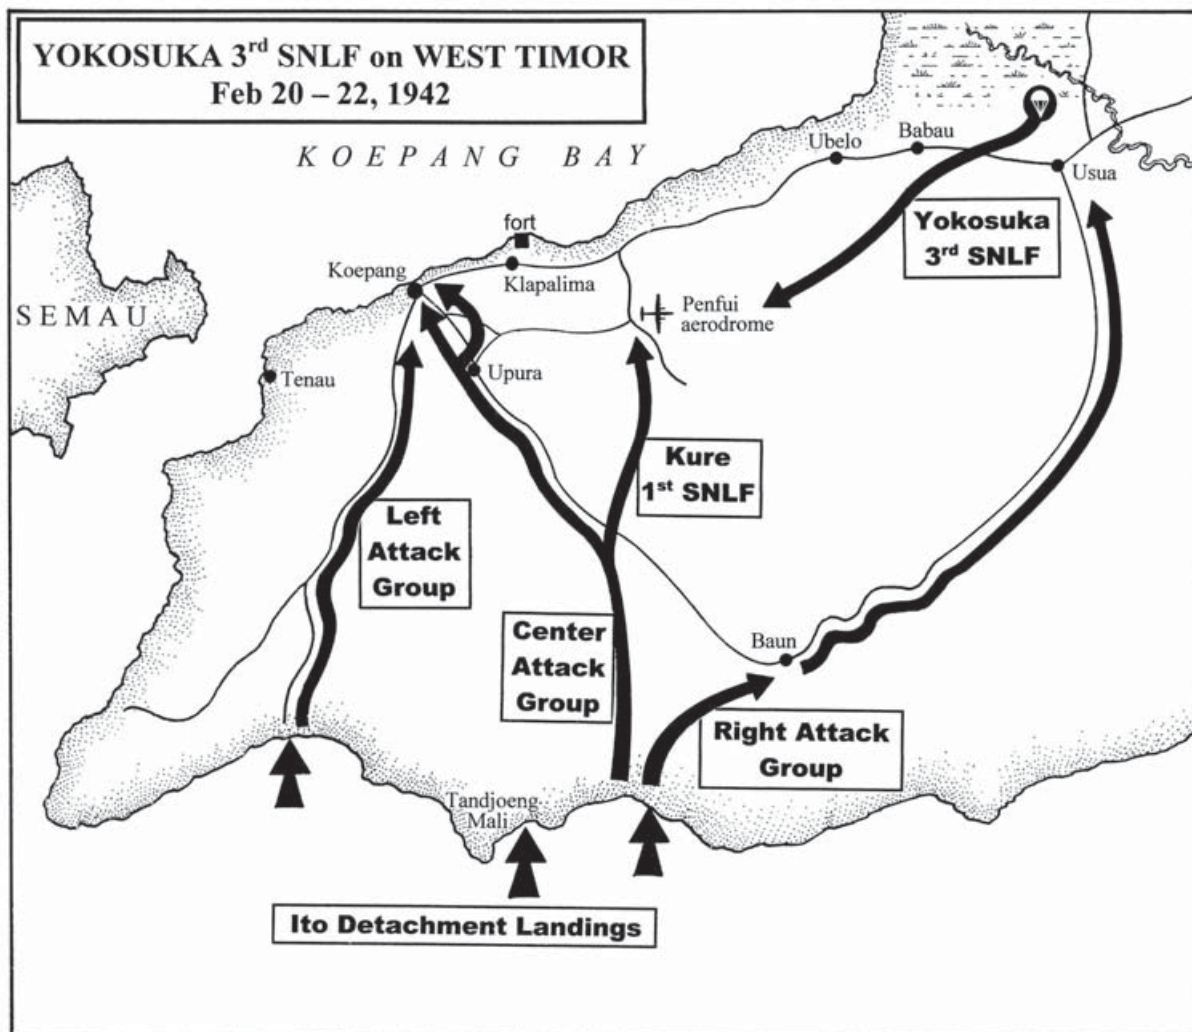 YOKOSUKA 3rd SNLF on WEST TIMOR
Feb 20 – 22, 1942
KOEPANG BAY
Ubelo
Babau
Usua
Yokosuka
3rd SNLF
fort
Koepang
Klapalima
SEMAU
Penfui
aerodrome
Tenau
Upura
Kure
1st SNLF
Left
Attack
Group
Center
Attack
Group
Baun
Right Attack
Group
Tandjoeng
Mali
Ito Detachment Landings